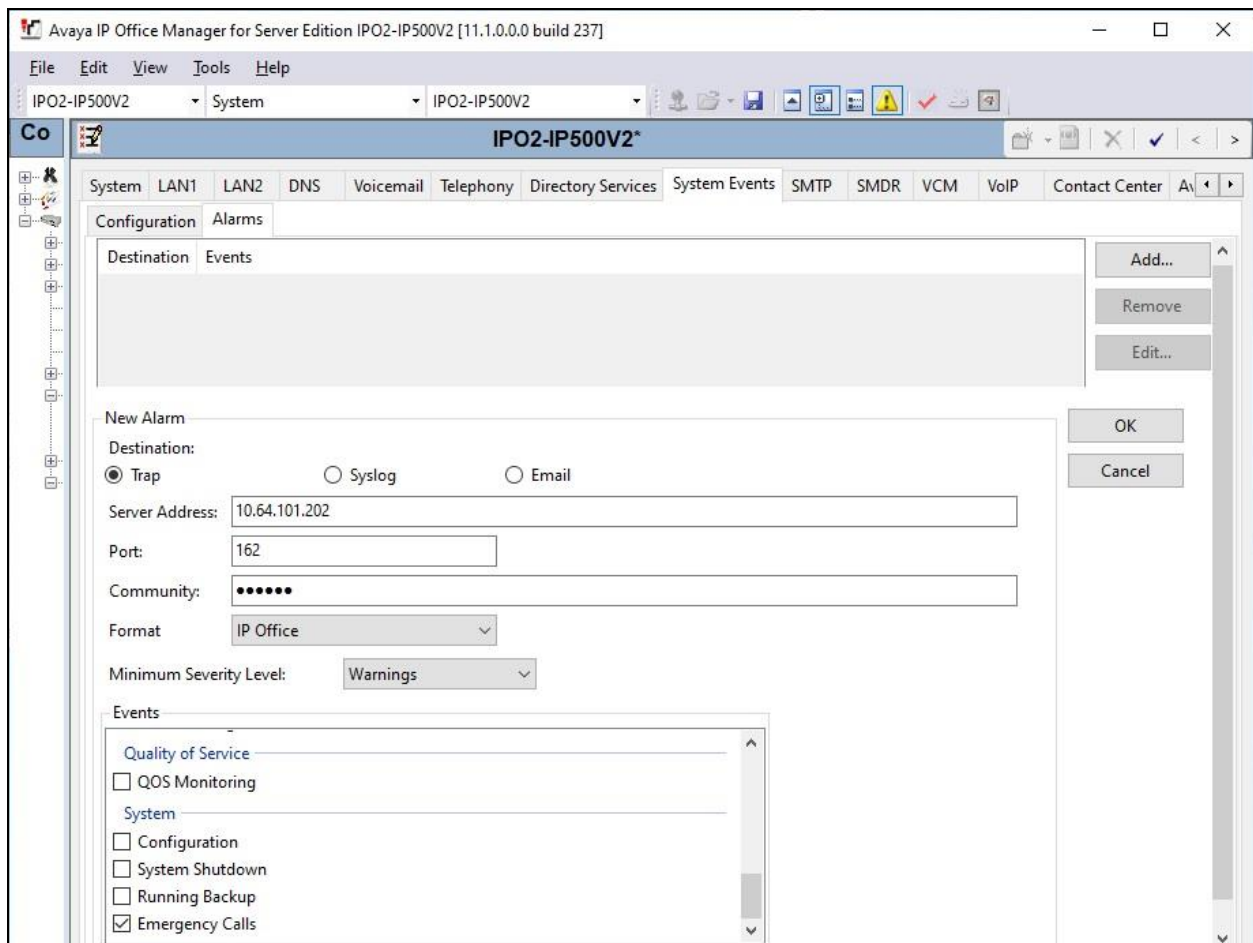 Avaya IP Office Manager for Server Edition IPO2-IP500V2 [11.1.0.0.0 build 237]
File Edit View Tools Help
IPO2-IP500V2 System IPO2-IP500V2
Co IPO2-IP500V2*
System LAN1 LAN2 DNS Voicemail Telephony Directory Services System Events SMTP SMDR VCM VoIP Contact Center
Configuration Alarms
Destination Events
Add...
Remove
Edit...
New Alarm
OK
Destination:
Trap Syslog Email
Cancel
Server Address: 10.64.101.202
Port: 162
Community: ••••••
Format IP Office
Minimum Severity Level: Warnings
Events
Quality of Service
QOS Monitoring
System
Configuration
System Shutdown
Running Backup
Emergency Calls